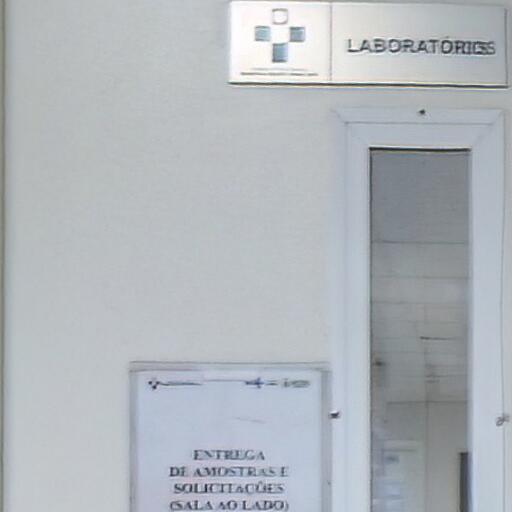 LABORATÓRIOS
ENTREGA
DE AMOSTRAS E
SOLICITAÇÕES
(SALA AO LADO)